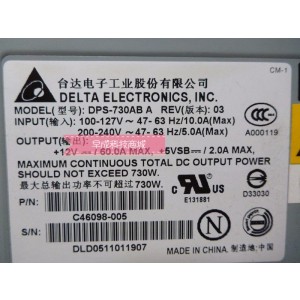 CM-1
台达电子工业股份有限公司
DELTA ELECTRONICS, INC.
MODEL(型号): DPS-730AB A REV(版本): 03
INPUT(输入): 100-127V ~ 47- 63 Hz/10.0A(Max)
200-240V ~ 47- 63Hz/5.0A(Max)
OUTPUT(输出):
+12V / 60.0A MAX, +5VSB / 2.0A MAX,
MAXIMUM CONTINUOUS TOTAL DC OUTPUT POWER
SHOULD NOT EXCEED 730W.
最大总输出功率不可超过730W.
A000119
P/N:
C46098-005
S/N:
DLD0511011907
E131881
D33030
MADE IN CHINA. 制造地:中国